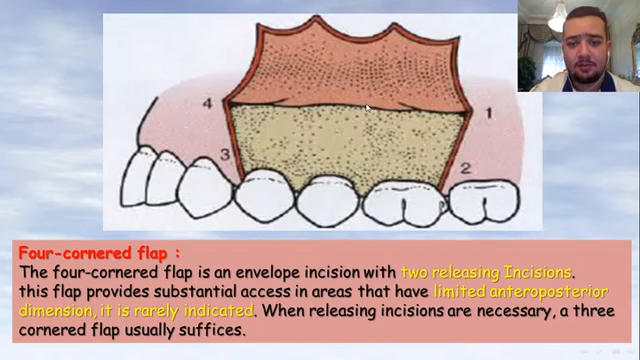 4
1
3
2
Four-cornered flap :
The four-cornered flap is an envelope incision with two releasing Incisions.
this flap provides substantial access in areas that have limited anteroposterior
dimension, it is rarely indicated. When releasing incisions are necessary, a three
cornered flap usually suffices.